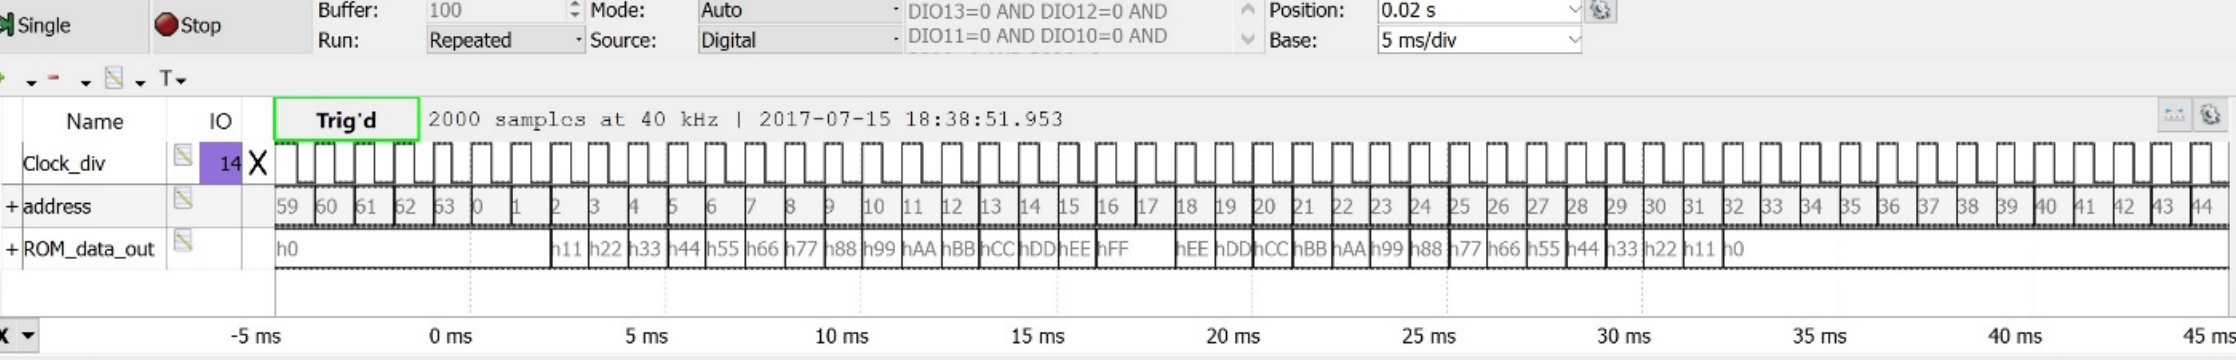 Single Stop Buffer: 100 Mode: Auto DIO13=0 AND DIO12=0 AND Position: 0.02 s
Run: Repeated Source: Digital DIO11=0 AND DIO10=0 AND Base: 5 ms/div
T
Name IO Trig'd 2000 samples at 40 kHz | 2017-07-15 18:38:51.953
Clock_div 14 X
+ address 59 60 61 62 63 0 1 2 3 4 5 6 7 8 9 10 11 12 13 14 15 16 17 18 19 20 21 22 23 24 25 26 27 28 29 30 31 32 33 34 35 36 37 38 39 40 41 42 43 44
+ ROM_data_out h0 h11 h22 h33 h44 h55 h66 h77 h88 h99 hAA hBB hCC hDD hEE hFF hEE hDD hCC hBB hAA h99 h88 h77 h66 h55 h44 h33 h22 h11 h0
X -5 ms 0 ms 5 ms 10 ms 15 ms 20 ms 25 ms 30 ms 35 ms 40 ms 45 ms